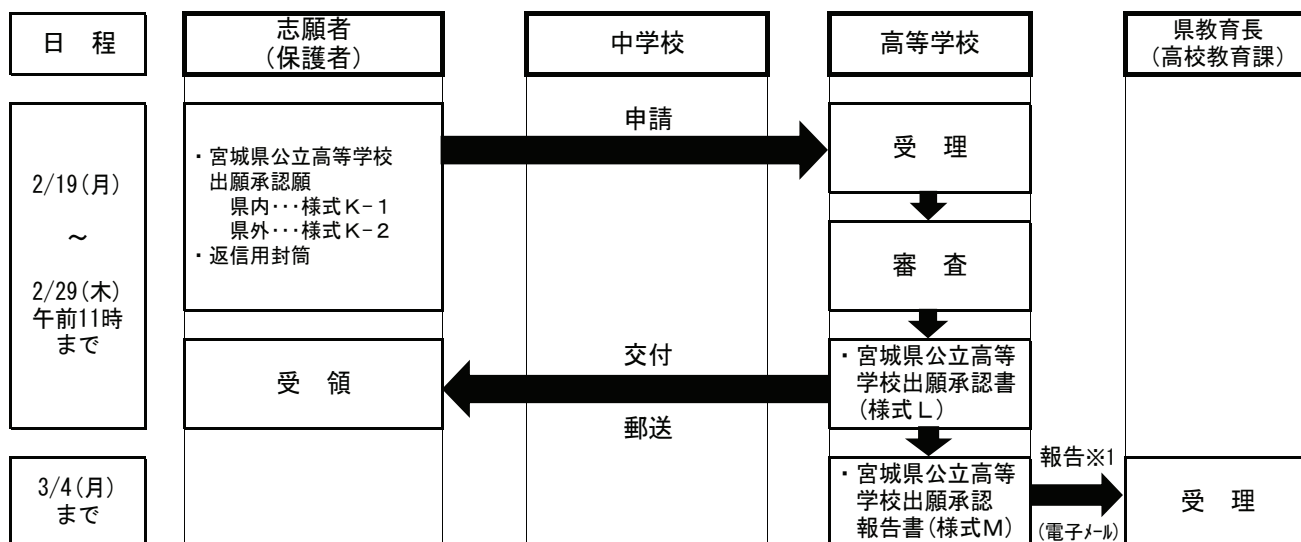 日 程
志願者
(保護者)
中学校
高等学校
県教育長
(高校教育課)
2/19(月)
~
2/29(木)
午前11時
まで
・宮城県公立高等学校
出願承認願
県内･･･様式K-1
県外･･･様式K-2
・返信用封筒
申請
受 理
審 査
受 領
交付
郵送
・宮城県公立高等
学校出願承認書
(様式L)
3/4(月)
まで
・宮城県公立高等
学校出願承認
報告書(様式M)
報告※1
(電子ﾒｰﾙ)
受 理